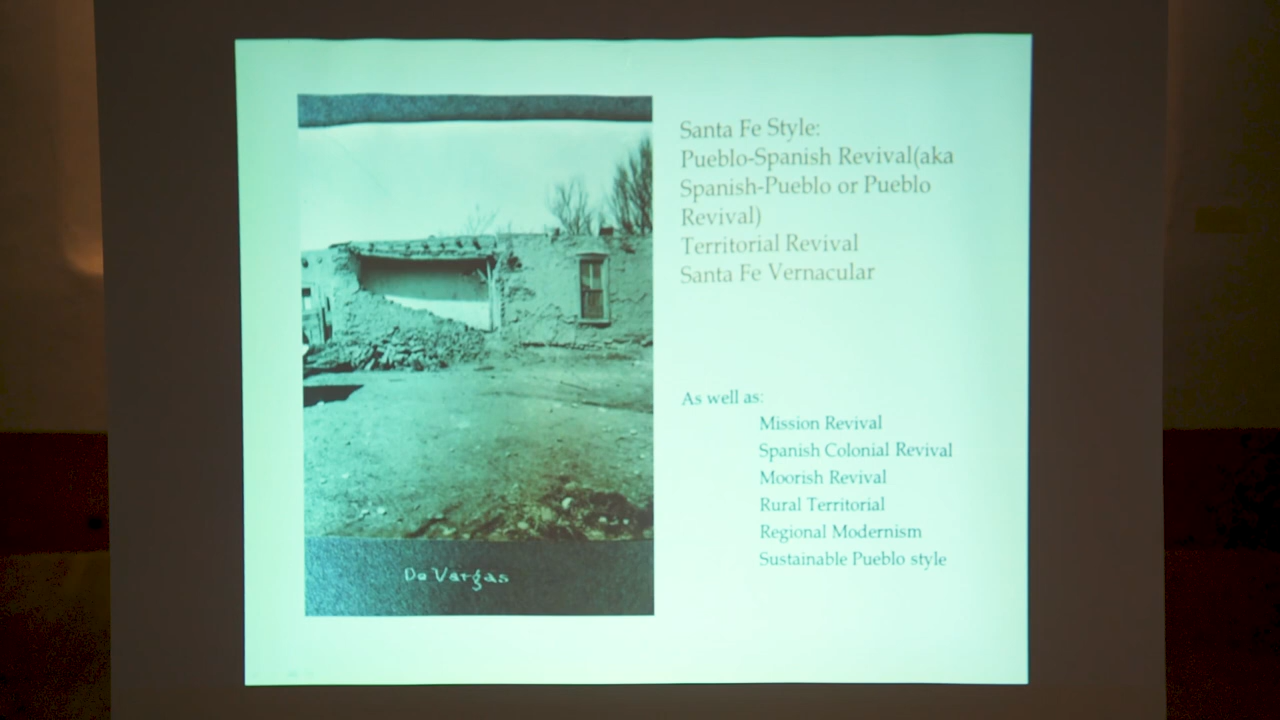 Santa Fe Style:
Pueblo-Spanish Revival(aka
Spanish-Pueblo or Pueblo
Revival)
Territorial Revival
Santa Fe Vernacular
As well as:
Mission Revival
Spanish Colonial Revival
Moorish Revival
Rural Territorial
Regional Modernism
Sustainable Pueblo style
De Vargas